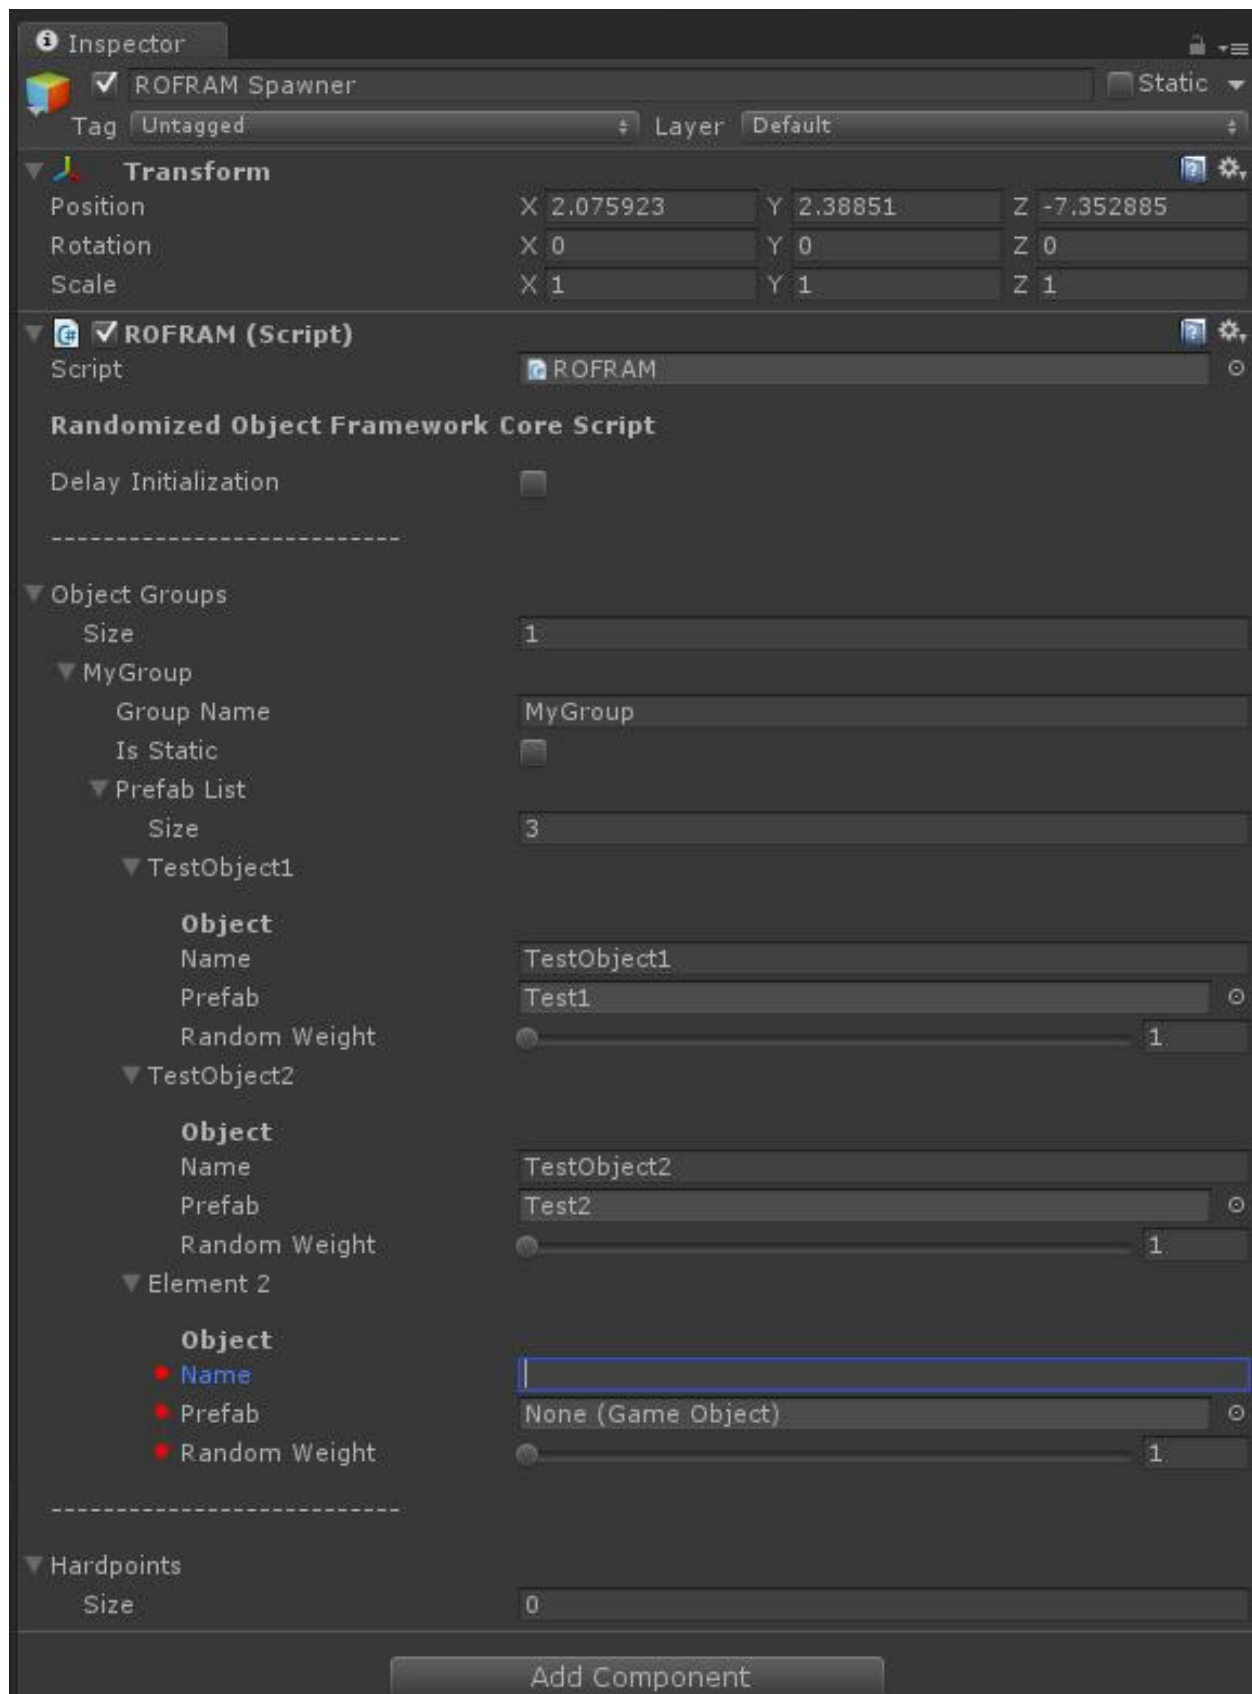 Inspector
ROFRAM Spawner Static
Tag Untagged Layer Default
Transform
Position X 2.075923 Y 2.38851 Z -7.352885
Rotation X 0 Y 0 Z 0
Scale X 1 Y 1 Z 1
ROFRAM (Script)
Script ROFRAM
Randomized Object Framework Core Script
Delay Initialization
---------------------------
Object Groups
Size 1
MyGroup
Group Name MyGroup
Is Static
Prefab List
Size 3
TestObject1
Object
Name TestObject1
Prefab Test1
Random Weight 1
TestObject2
Object
Name TestObject2
Prefab Test2
Random Weight 1
Element 2
Object
Name
Prefab None (Game Object)
Random Weight 1
---------------------------
Hardpoints
Size 0
Add Component